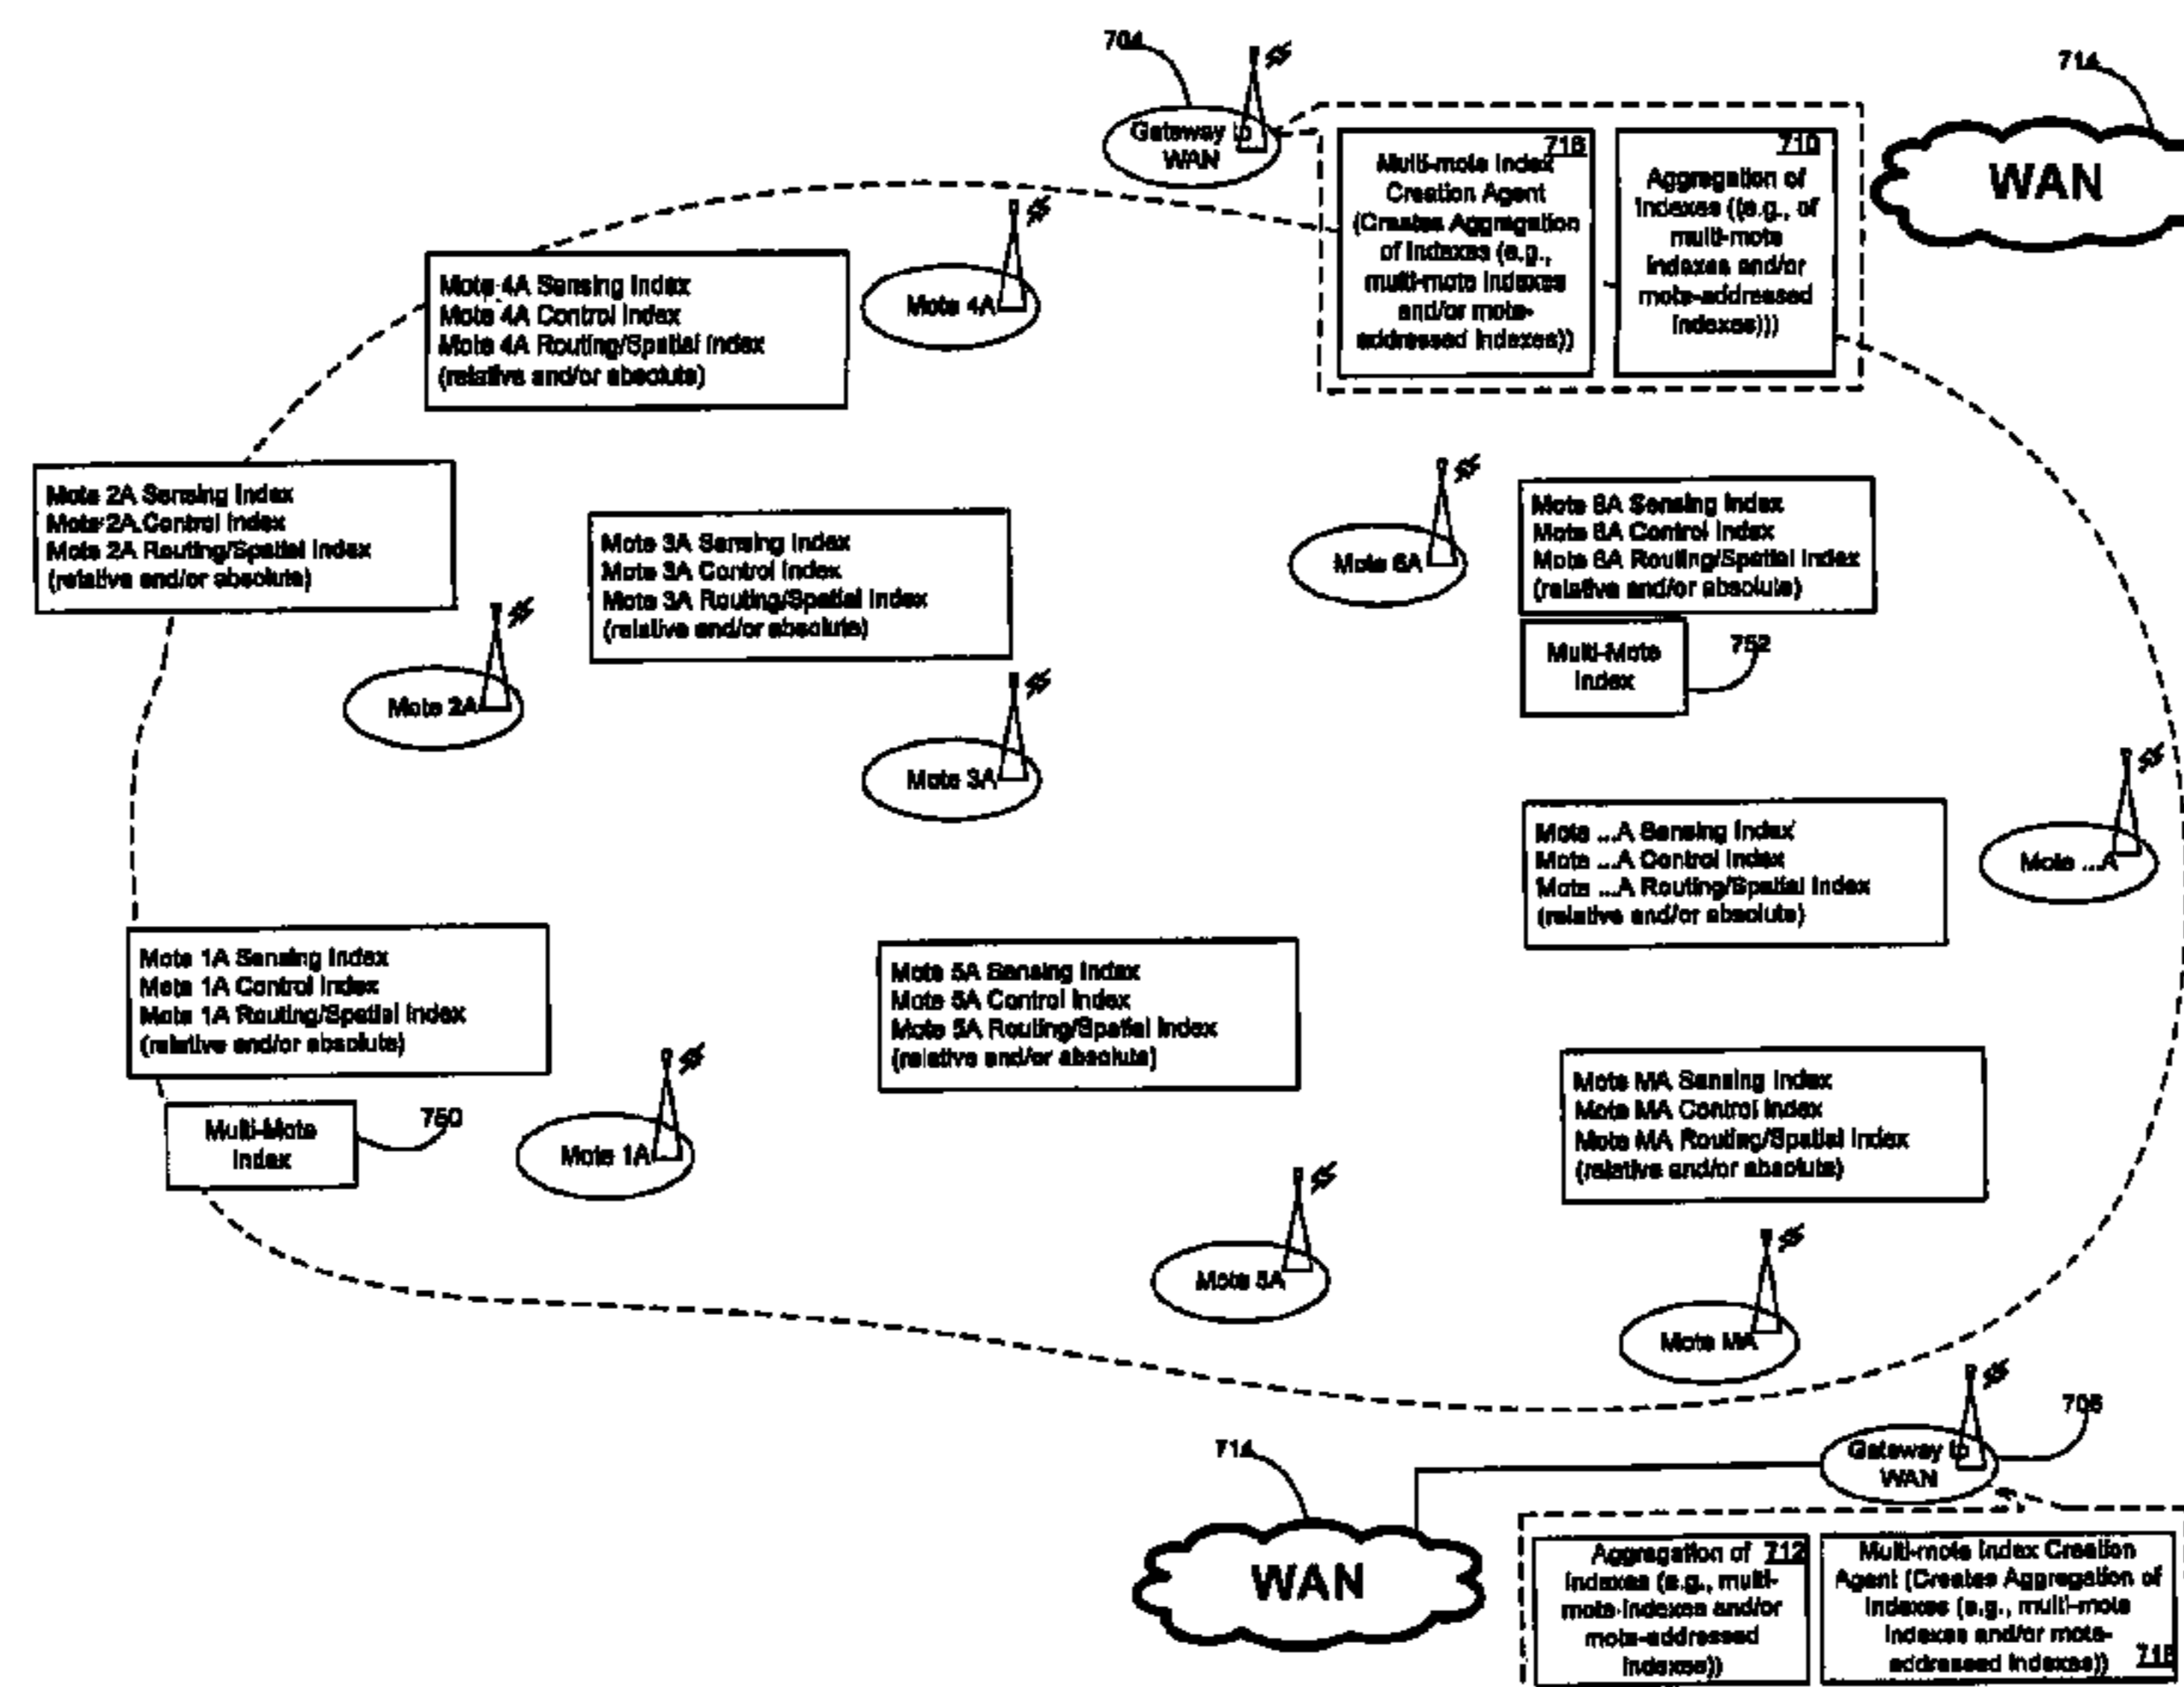 704
714
Gateway to
WAN
716
Multi-mote Index
Creation Agent
(Creates Aggregation
of Indexes (e.g.,
multi-mote indexes
and/or mote-
addressed indexes))
710
Aggregation of
Indexes ((e.g., of
multi-mote
indexes and/or
mote-addressed
indexes)))
WAN
Mote 4A Sensing Index
Mote 4A Control Index
Mote 4A Routing/Spatial Index
(relative and/or absolute)
Mote 4A
Mote 2A Sensing Index
Mote 2A Control Index
Mote 2A Routing/Spatial Index
(relative and/or absolute)
Mote 2A
Mote 3A Sensing Index
Mote 3A Control Index
Mote 3A Routing/Spatial Index
(relative and/or absolute)
Mote 3A
Mote 6A
Mote 6A Sensing Index
Mote 6A Control Index
Mote 6A Routing/Spatial Index
(relative and/or absolute)
Multi-Mote
Index
752
Mote ...A Sensing Index
Mote ...A Control Index
Mote ...A Routing/Spatial Index
(relative and/or absolute)
Mote ...A
Mote 1A Sensing Index
Mote 1A Control Index
Mote 1A Routing/Spatial Index
(relative and/or absolute)
Multi-Mote
Index
750
Mote 1A
Mote 5A Sensing Index
Mote 5A Control Index
Mote 5A Routing/Spatial Index
(relative and/or absolute)
Mote 5A
Mote MA Sensing Index
Mote MA Control Index
Mote MA Routing/Spatial Index
(relative and/or absolute)
Mote MA
714
WAN
706
Gateway to
WAN
Aggregation of 712
Indexes (e.g., multi-
mote-indexes and/or
mote-addressed
indexes))
Multi-mote Index Creation
Agent (Creates Aggregation of
Indexes (e.g., multi-mote
indexes and/or mote-
addressed indexes))